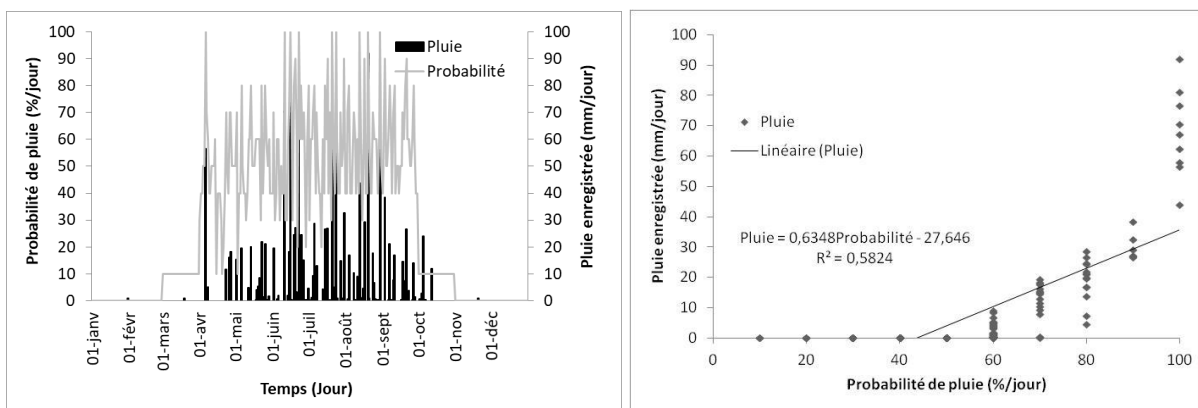 Probabilité de pluie (%/jour)
100
90
80
70
60
50
40
30
20
10
0
Pluie
Probabilité
100
90
80
70
60
50
40
30
20
10
0
Pluie enregistrée (mm/jour)
01-janv
01-févr
01-mars
01-avr
01-mai
01-juin
01-juil
01-août
01-sept
01-oct
01-nov
01-déc
Temps (Jour)
Pluie enregistrée (mm/jour)
100
90
80
70
60
50
40
30
20
10
0
Pluie
Linéaire (Pluie)
Pluie = 0,6348Probabilité - 27,646
R² = 0,5824
0 20 40 60 80 100
Probabilité de pluie (%/jour)